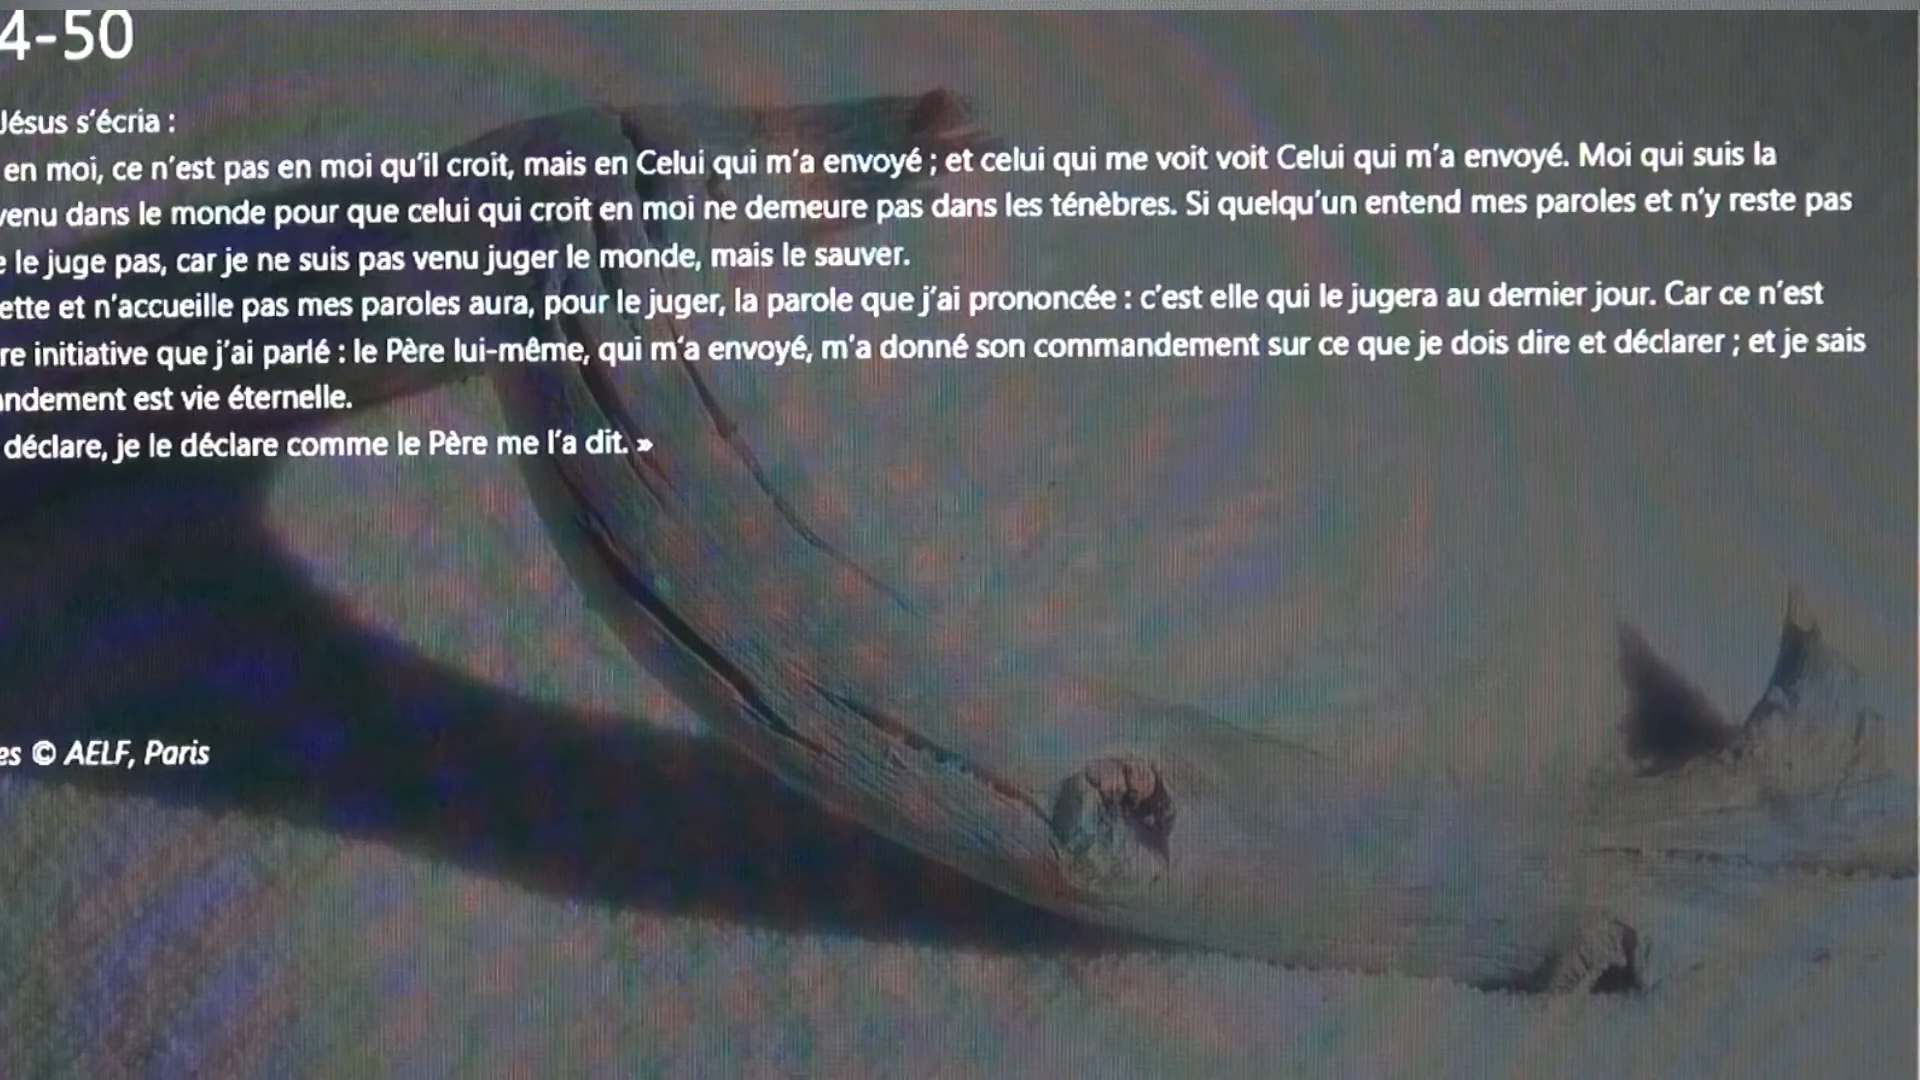 4-50
Jésus s’écria :
en moi, ce n’est pas en moi qu’il croit, mais en Celui qui m’a envoyé ; et celui qui me voit voit Celui qui m’a envoyé. Moi qui suis la
venu dans le monde pour que celui qui croit en moi ne demeure pas dans les ténèbres. Si quelqu’un entend mes paroles et n’y reste pas
e le juge pas, car je ne suis pas venu juger le monde, mais le sauver.
ette et n’accueille pas mes paroles aura, pour le juger, la parole que j’ai prononcée : c’est elle qui le jugera au dernier jour. Car ce n’est
re initiative que j’ai parlé : le Père lui-même, qui m‘a envoyé, m’a donné son commandement sur ce que je dois dire et déclarer ; et je sais
ndement est vie éternelle.
déclare, je le déclare comme le Père me l’a dit. »
es © AELF, Paris